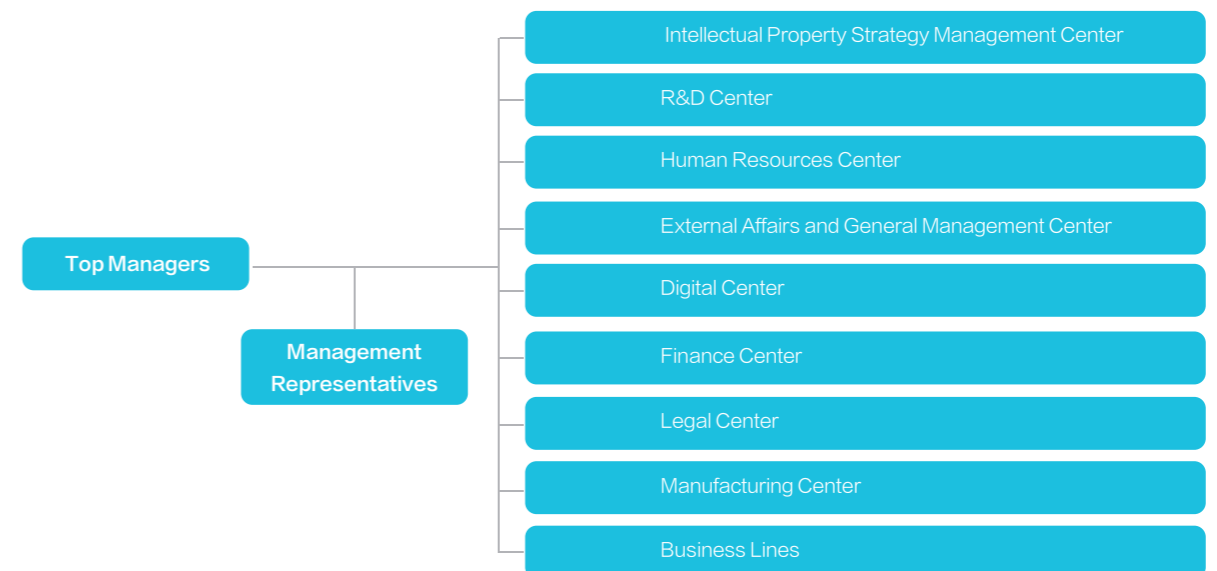 Intellectual Property Strategy Management Center
R&D Center
Human Resources Center
External Affairs and General Management Center
Top Managers
Digital Center
Management
Representatives
Finance Center
Legal Center
Manufacturing Center
Business Lines